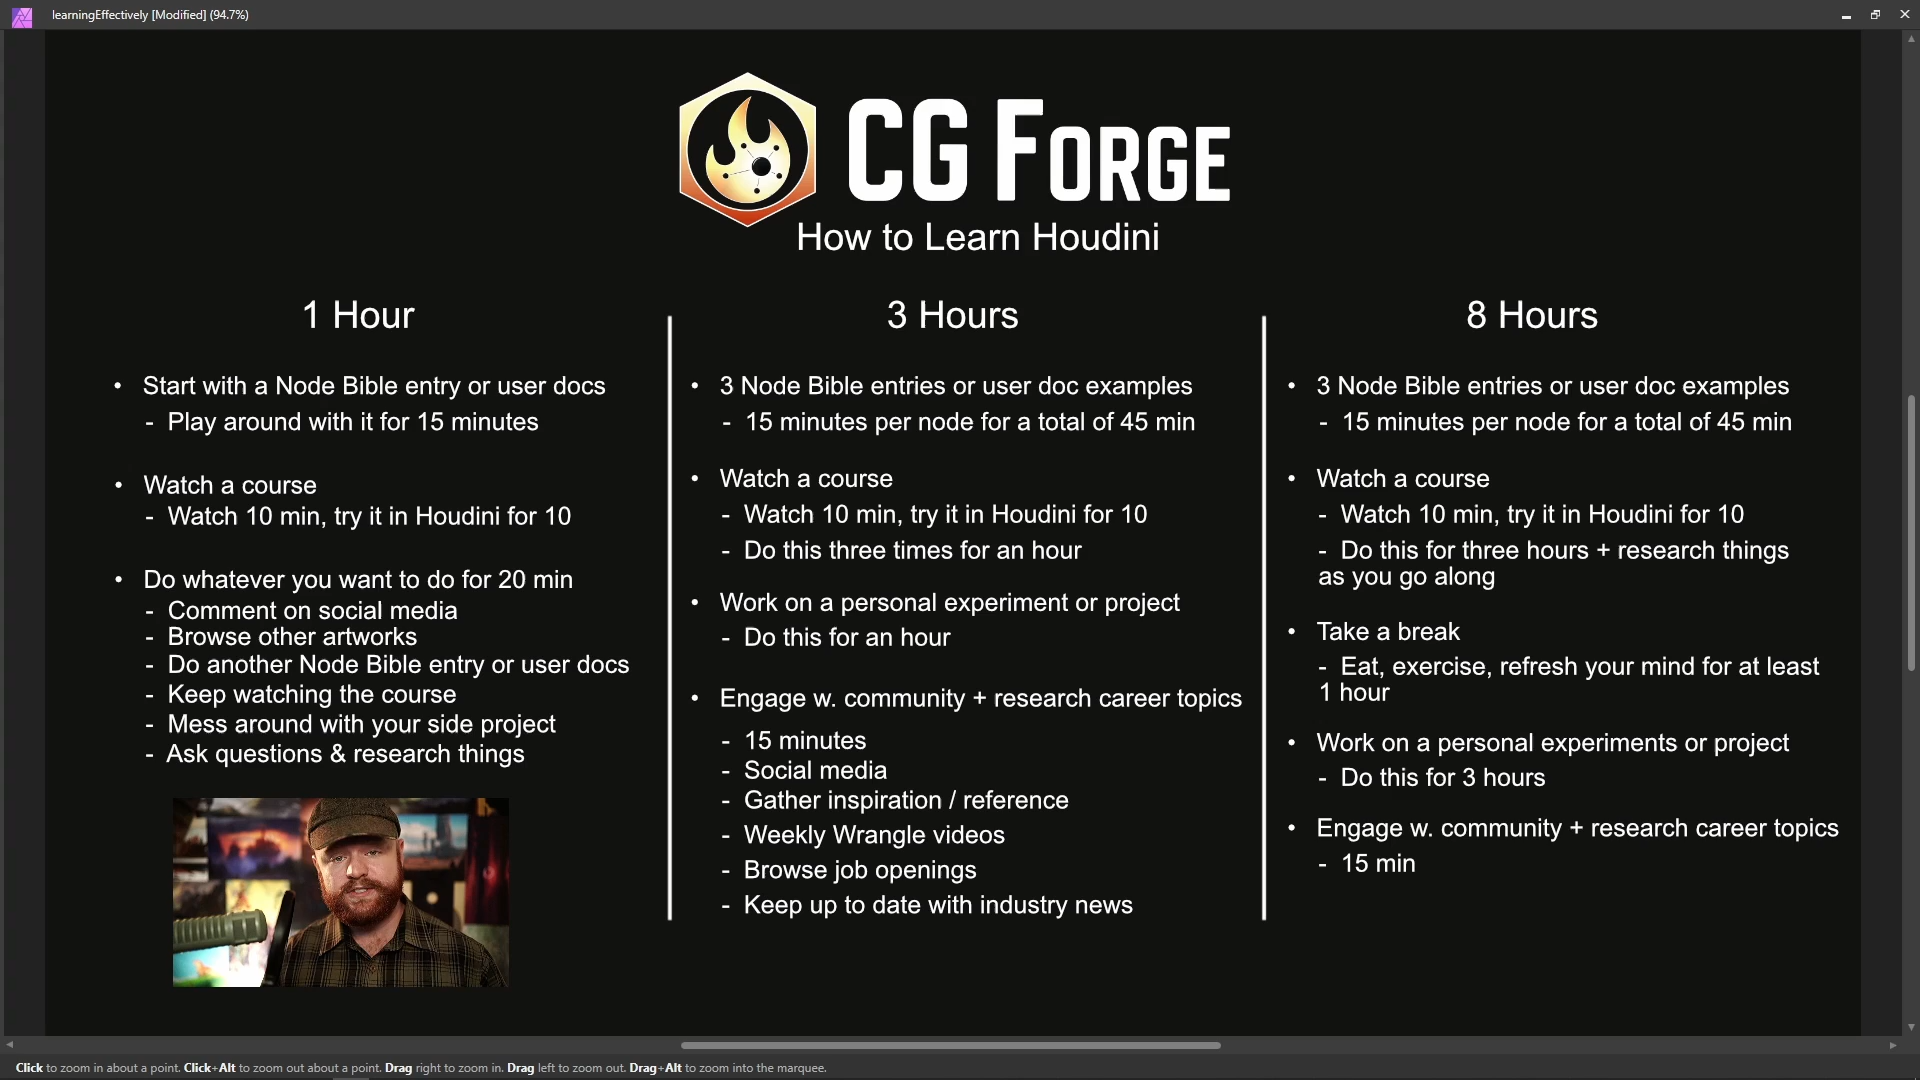 learningEffectively [Modified] (94.7%)
CG FORGE
How to Learn Houdini
1 Hour
• Start with a Node Bible entry or user docs
- Play around with it for 15 minutes
• Watch a course
- Watch 10 min, try it in Houdini for 10
• Do whatever you want to do for 20 min
- Comment on social media
- Browse other artworks
- Do another Node Bible entry or user docs
- Keep watching the course
- Mess around with your side project
- Ask questions & research things
3 Hours
• 3 Node Bible entries or user doc examples
- 15 minutes per node for a total of 45 min
• Watch a course
- Watch 10 min, try it in Houdini for 10
- Do this three times for an hour
• Work on a personal experiment or project
- Do this for an hour
• Engage w. community + research career topics
- 15 minutes
- Social media
- Gather inspiration / reference
- Weekly Wrangle videos
- Browse job openings
- Keep up to date with industry news
8 Hours
• 3 Node Bible entries or user doc examples
- 15 minutes per node for a total of 45 min
• Watch a course
- Watch 10 min, try it in Houdini for 10
- Do this for three hours + research things
as you go along
• Take a break
- Eat, exercise, refresh your mind for at least
1 hour
• Work on a personal experiments or project
- Do this for 3 hours
• Engage w. community + research career topics
- 15 min
Click to zoom in about a point. Click+Alt to zoom out about a point. Drag right to zoom in. Drag left to zoom out. Drag+Alt to zoom into the marquee.